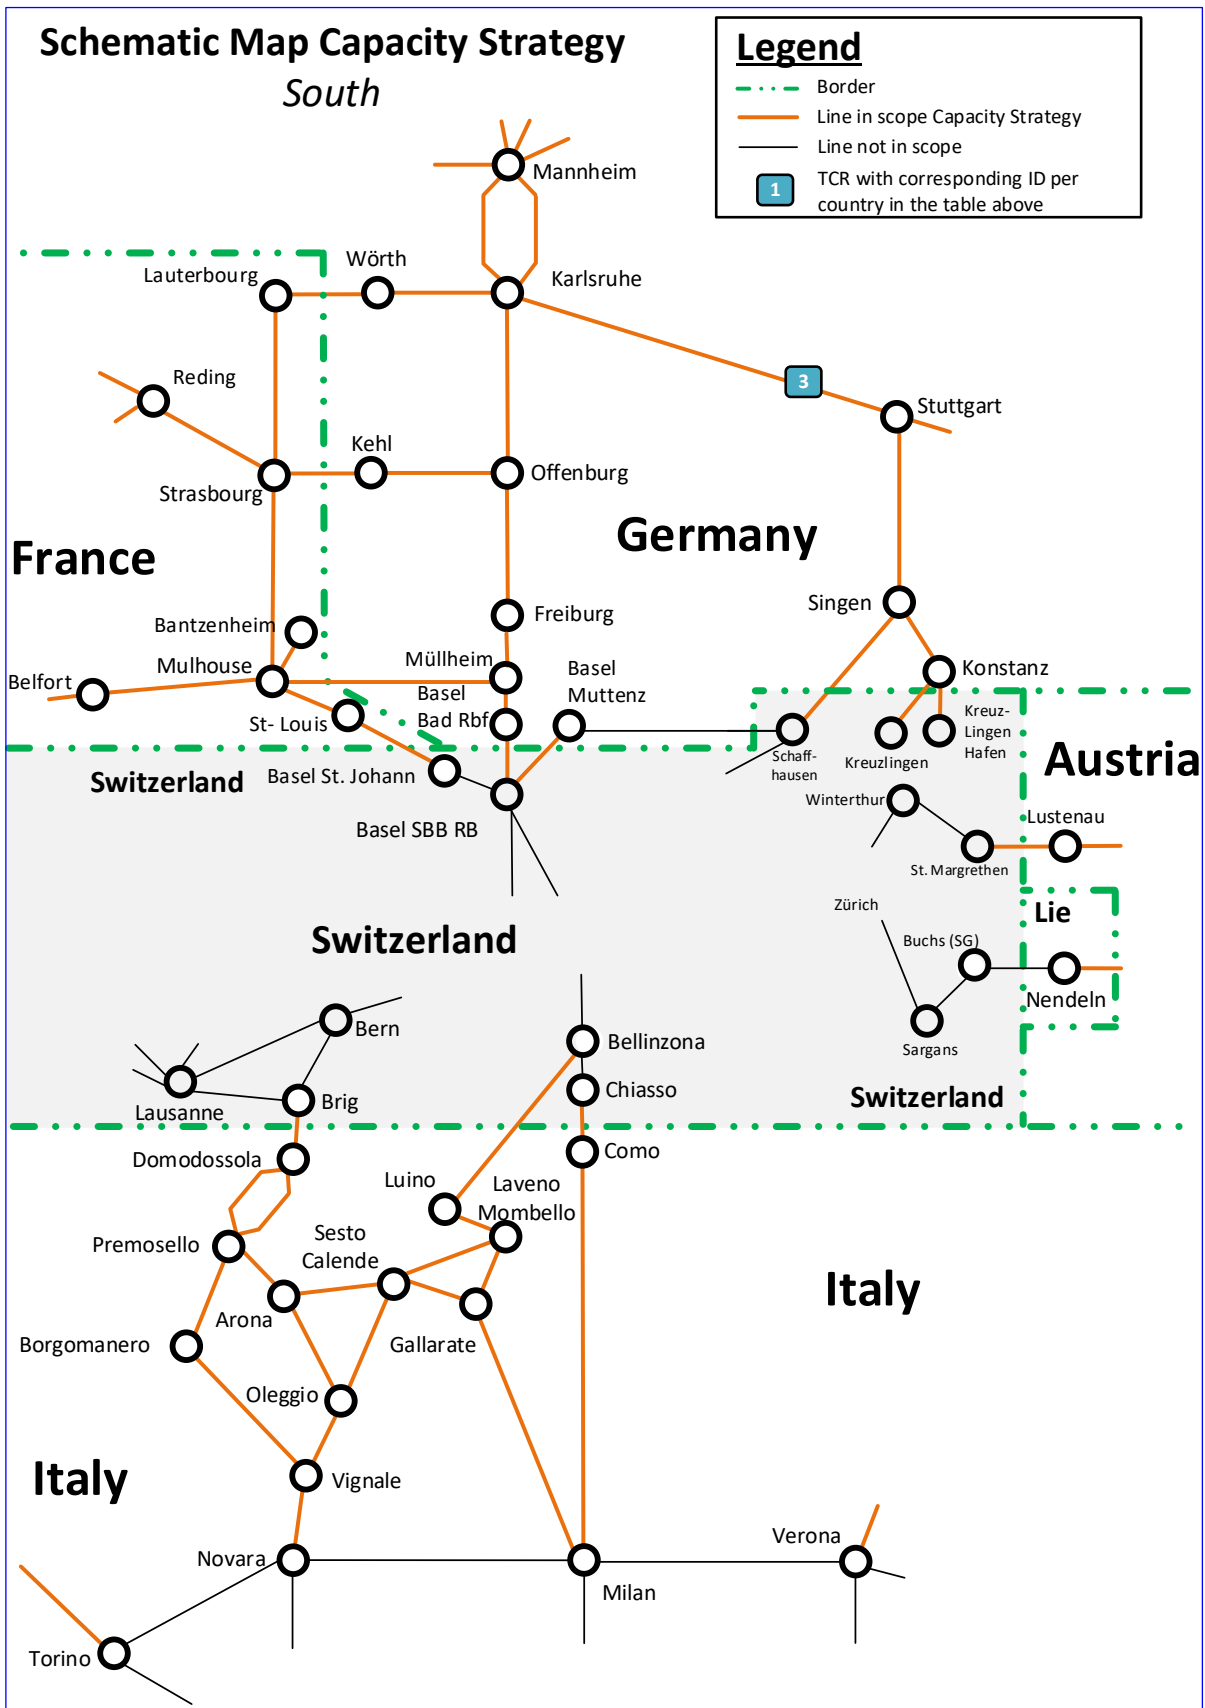 Schematic Map Capacity Strategy
South
Legend
Border
Line in scope Capacity Strategy
Line not in scope
1
TCR with corresponding ID per
country in the table above
Mannheim
Wörth
Lauterbourg
Karlsruhe
Reding
3
Stuttgart
Kehl
Strasbourg
Offenburg
Germany
France
Singen
Freiburg
Bantzenheim
Mulhouse
Müllheim
Basel
Muttenz
Konstanz
Belfort
Basel
Bad Rbf
St- Louis
Kreuz-
Lingen
Hafen
Schaff-
hausen
Kreuzlingen
Austria
Switzerland
Basel St. Johann
Winterthur
Lustenau
Basel SBB RB
St. Margrethen
Zürich
Lie
Switzerland
Buchs (SG)
Nendeln
Bern
Bellinzona
Sargans
Chiasso
Lausanne
Brig
Switzerland
Domodossola
Como
Luino
Laveno
Mombello
Premosello
Sesto
Calende
Italy
Arona
Borgomanero
Gallarate
Oleggio
Italy
Vignale
Verona
Novara
Milan
Torino